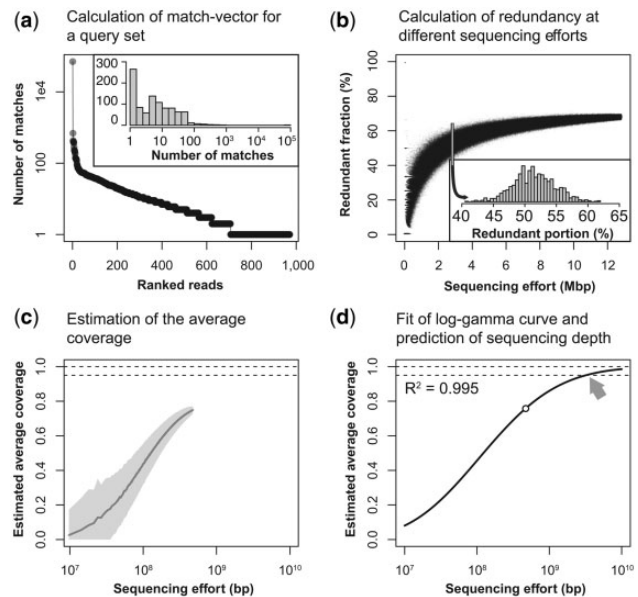 (a) Calculation of match-vector for
a query set
Number of matches
1e4
100
1
300
200
100
0
1 10 100 10³ 10⁴ 10⁵
Number of matches
0 200 400 600 800 1,000
Ranked reads
(b) Calculation of redundancy at
different sequencing efforts
Redundant fraction (%)
100
80
60
40
20
0
40 45 50 55 60 65
Redundant portion (%)
0 2 4 6 8 10 12
Sequencing effort (Mbp)
(c) Estimation of the average
coverage
Estimated average coverage
1.0
0.8
0.6
0.4
0.2
0.0
10⁷ 10⁸ 10⁹ 10¹⁰
Sequencing effort (bp)
(d) Fit of log-gamma curve and
prediction of sequencing depth
Estimated average coverage
1.0
0.8
0.6
0.4
0.2
0.0
R² = 0.995
10⁷ 10⁸ 10⁹ 10¹⁰
Sequencing effort (bp)